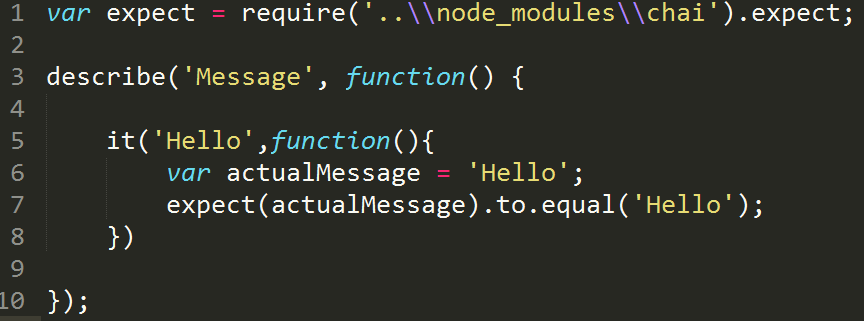 1 var expect = require('..\\node_modules\\chai').expect;
2
3 describe('Message', function() {
4
5     it('Hello',function(){
6         var actualMessage = 'Hello';
7         expect(actualMessage).to.equal('Hello');
8     })
9
10 });